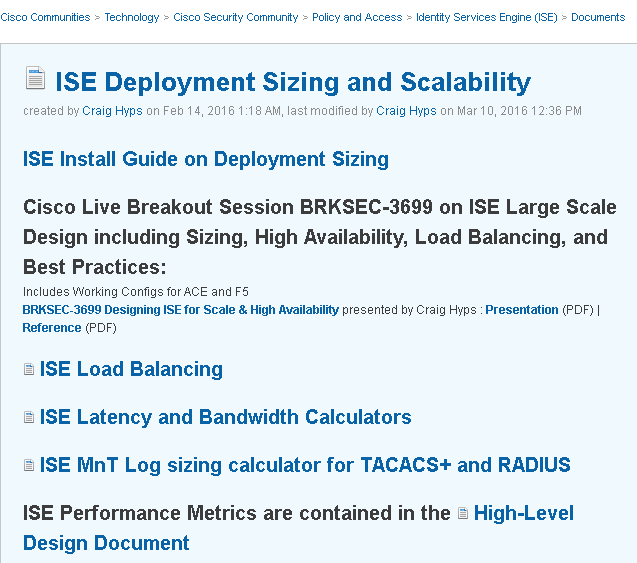 Cisco Communities > Technology > Cisco Security Community > Policy and Access > Identity Services Engine (ISE) > Documents
ISE Deployment Sizing and Scalability
created by Craig Hyps on Feb 14, 2016 1:18 AM, last modified by Craig Hyps on Mar 10, 2016 12:36 PM
ISE Install Guide on Deployment Sizing
Cisco Live Breakout Session BRKSEC-3699 on ISE Large Scale
Design including Sizing, High Availability, Load Balancing, and
Best Practices:
Includes Working Configs for ACE and F5
BRKSEC-3699 Designing ISE for Scale & High Availability presented by Craig Hyps : Presentation (PDF) |
Reference (PDF)
ISE Load Balancing
ISE Latency and Bandwidth Calculators
ISE MnT Log sizing calculator for TACACS+ and RADIUS
ISE Performance Metrics are contained in the High-Level
Design Document